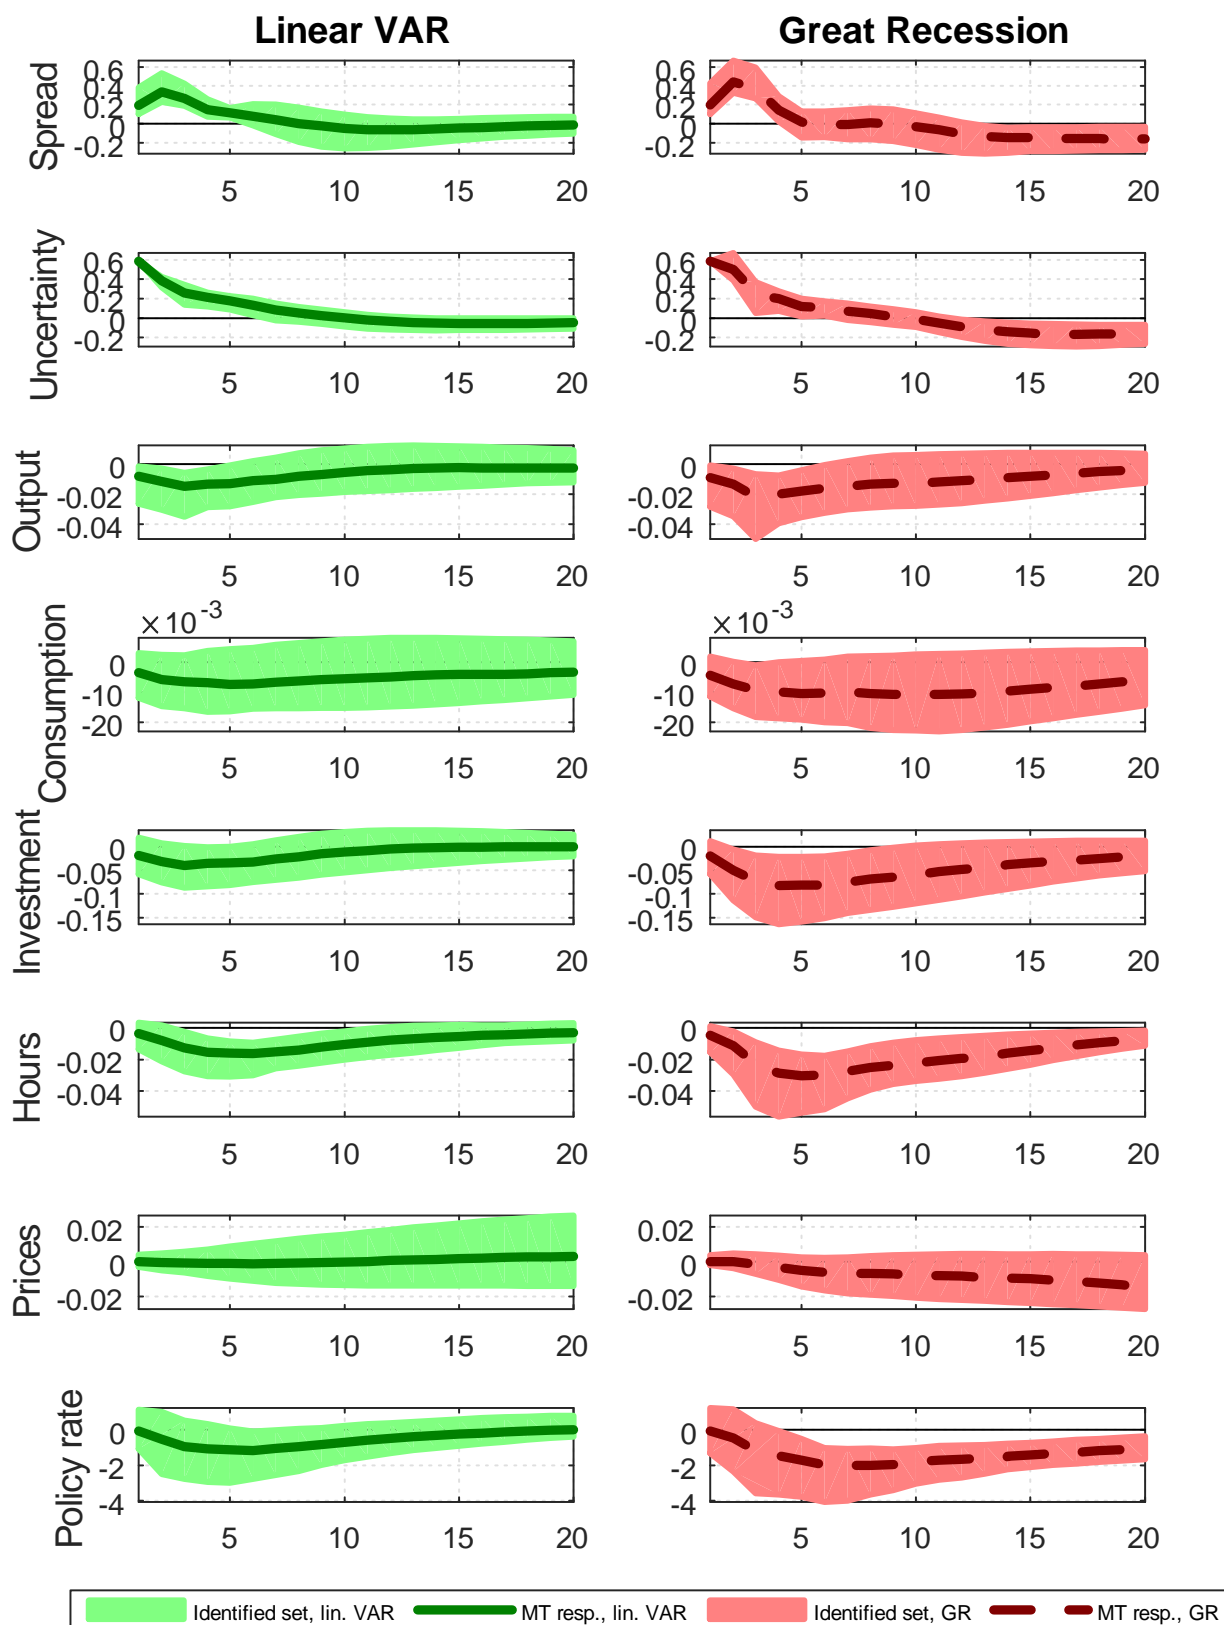 Linear VAR
Great Recession
Spread
0.6
0.4
0.2
0
-0.2
5 10 15 20
0.6
0.4
0.2
0
-0.2
5 10 15 20
Uncertainty
0.6
0.4
0.2
0
-0.2
5 10 15 20
0.6
0.4
0.2
0
-0.2
5 10 15 20
Output
0
-0.02
-0.04
5 10 15 20
0
-0.02
-0.04
5 10 15 20
Consumption
×10⁻³
0
-10
-20
5 10 15 20
×10⁻³
0
-10
-20
5 10 15 20
Investment
0
-0.05
-0.1
-0.15
5 10 15 20
0
-0.05
-0.1
-0.15
5 10 15 20
Hours
0
-0.02
-0.04
5 10 15 20
0
-0.02
-0.04
5 10 15 20
Prices
0.02
0
-0.02
5 10 15 20
0.02
0
-0.02
5 10 15 20
Policy rate
0
-2
-4
5 10 15 20
0
-2
-4
5 10 15 20
Identified set, lin. VAR MT resp., lin. VAR Identified set, GR MT resp., GR